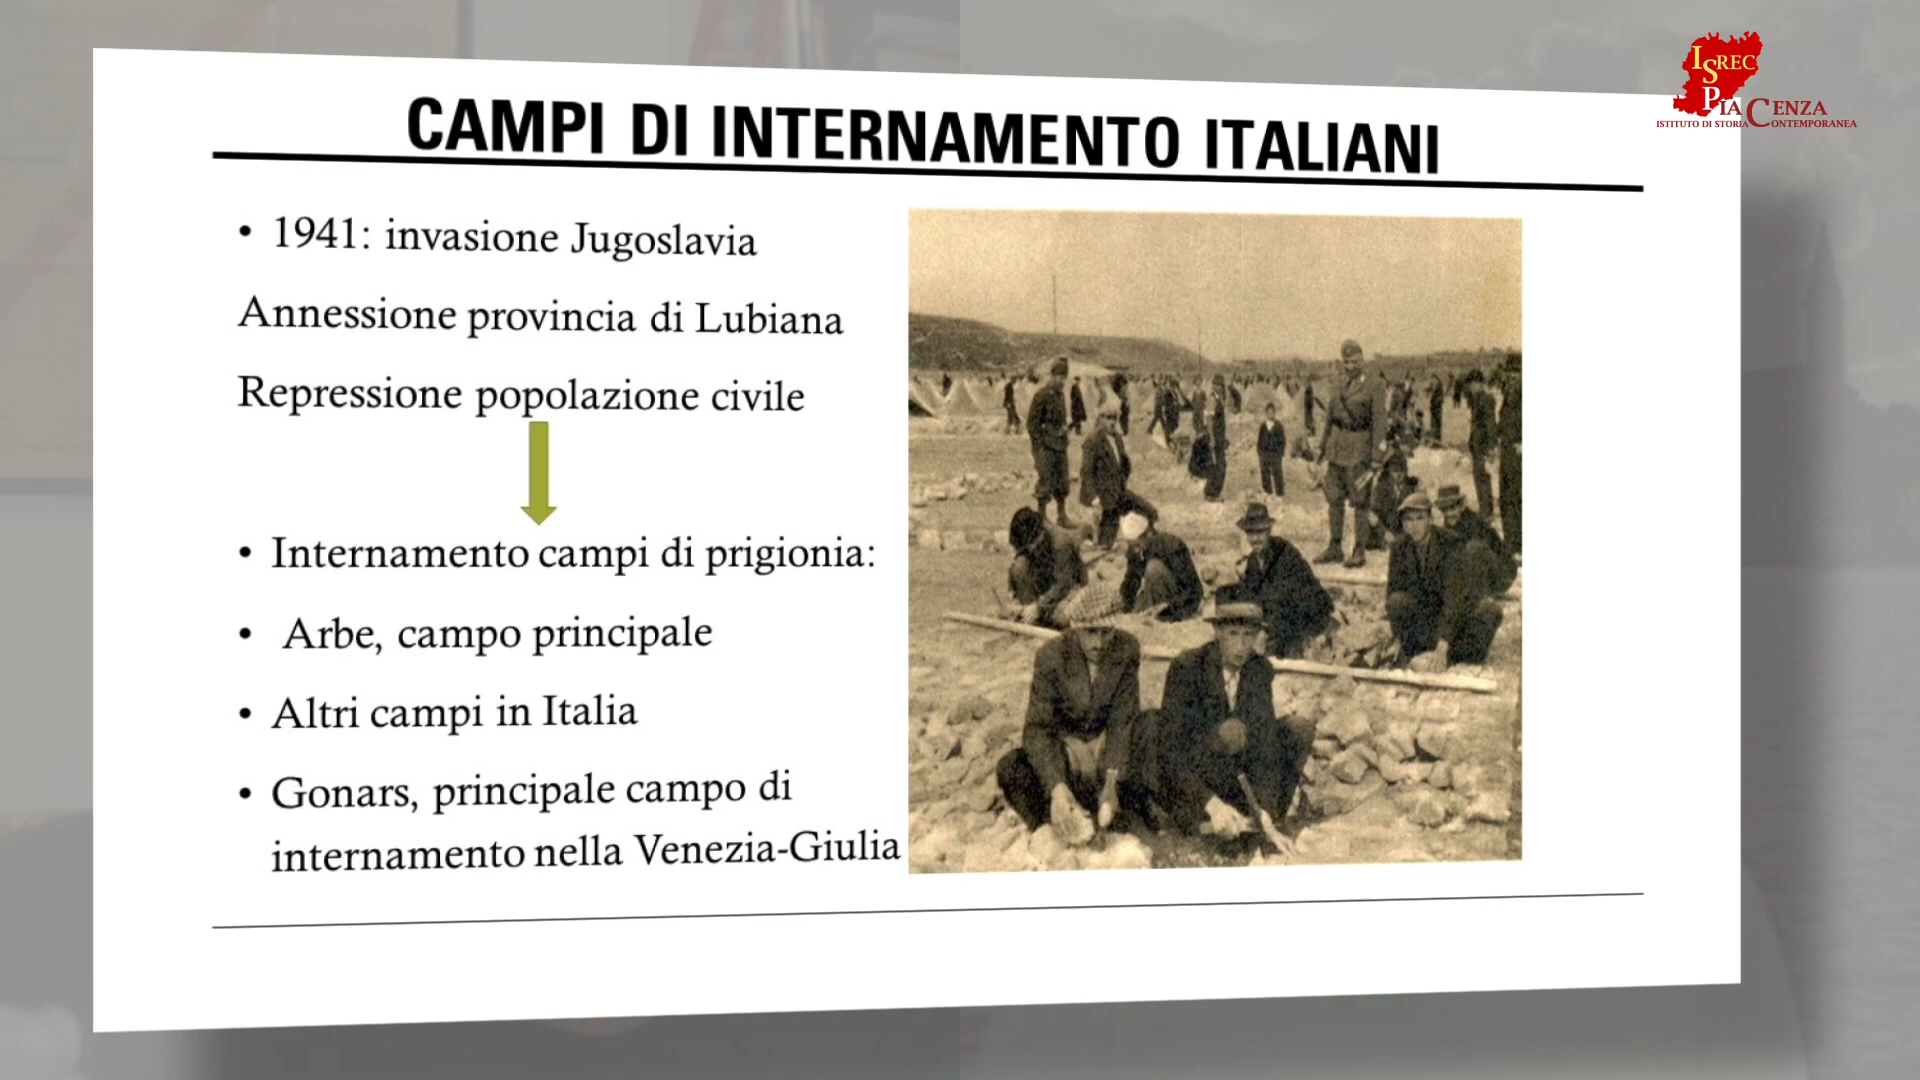 CAMPI DI INTERNAMENTO ITALIANI
• 1941: invasione Jugoslavia
Annessione provincia di Lubiana
Repressione popolazione civile
• Internamento campi di prigionia:
• Arbe, campo principale
• Altri campi in Italia
• Gonars, principale campo di
internamento nella Venezia-Giulia
ISREC
PIACENZA
ISTITUTO DI STORIA CONTEMPORANEA